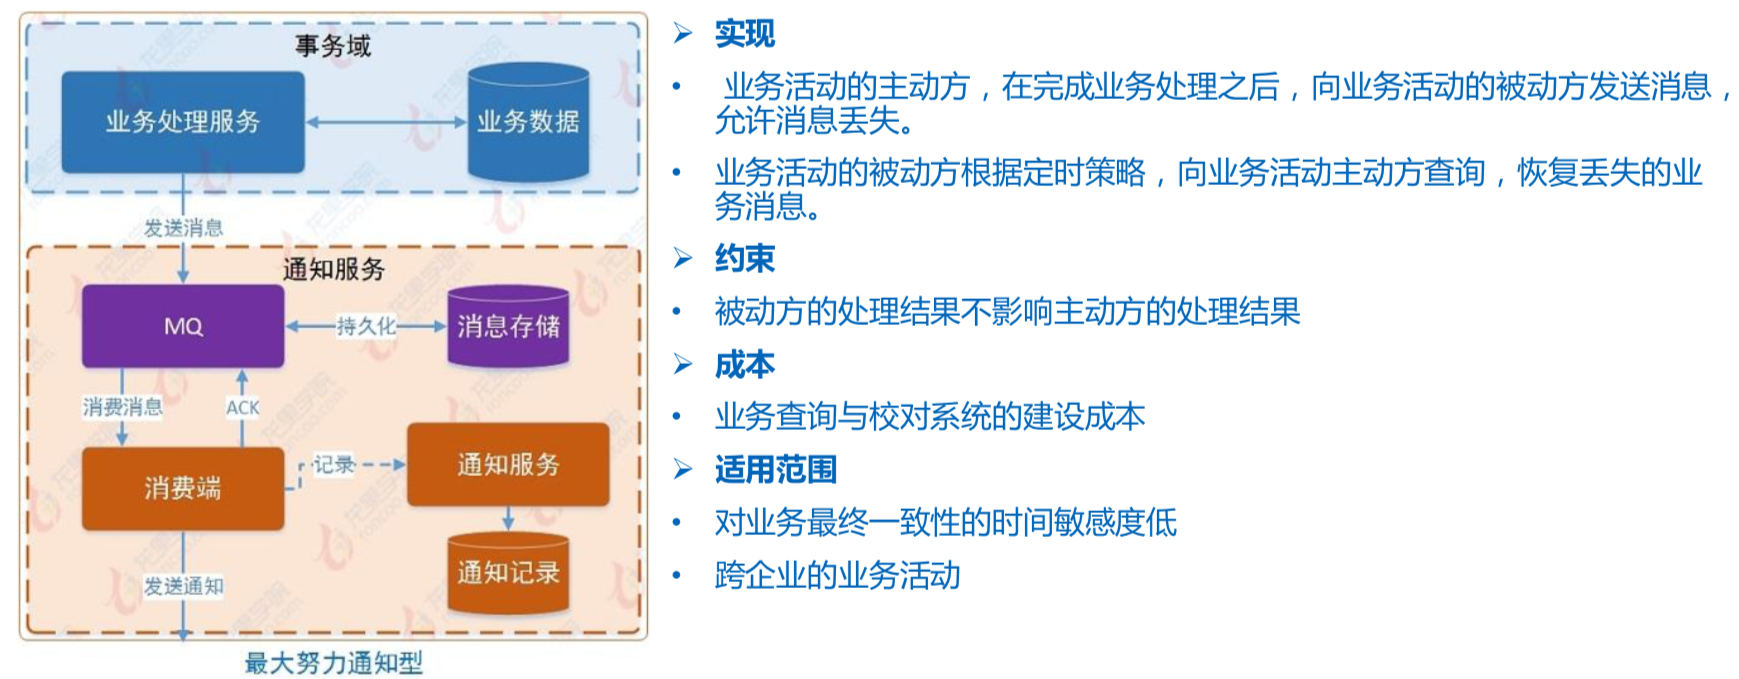 事务域
业务处理服务
业务数据
发送消息
通知服务
MQ
持久化
消息存储
消费消息
ACK
消费端
记录
通知服务
发送通知
通知记录
最大努力通知型
实现
业务活动的主动方，在完成业务处理之后，向业务活动的被动方发送消息，
允许消息丢失。
业务活动的被动方根据定时策略，向业务活动主动方查询，恢复丢失的业
务消息。
约束
被动方的处理结果不影响主动方的处理结果
成本
业务查询与校对系统的建设成本
适用范围
对业务最终一致性的时间敏感度低
跨企业的业务活动